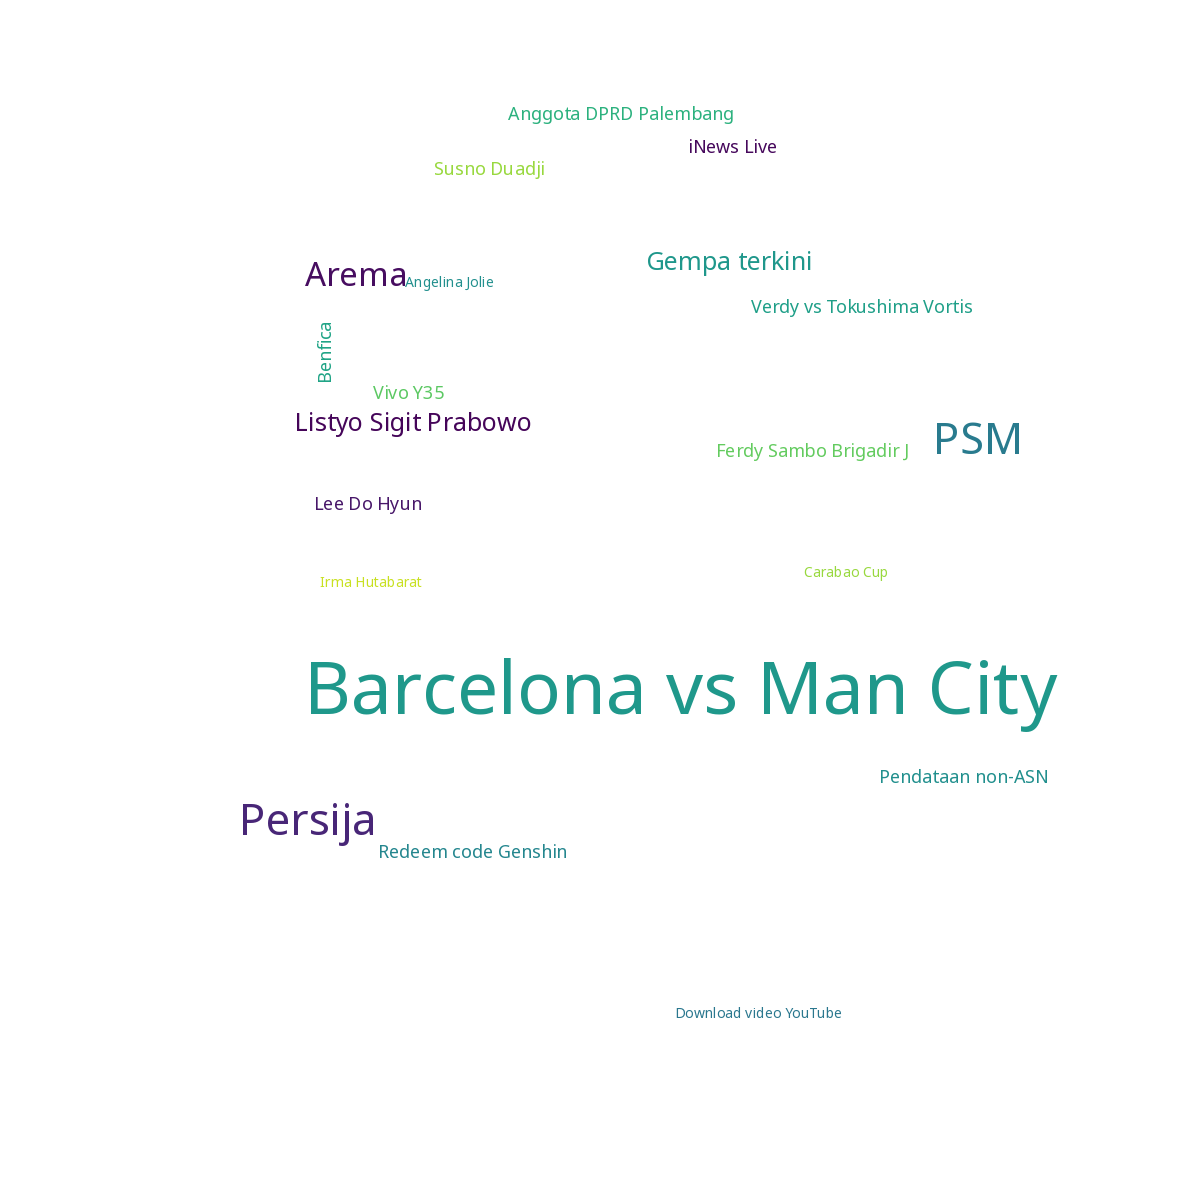 Anggota DPRD Palembang
iNews Live
Susno Duadji
Gempa terkini
Arema
Angelina Jolie
Verdy vs Tokushima Vortis
Benfica
Vivo Y35
Listyo Sigit Prabowo
PSM
Ferdy Sambo Brigadir J
Lee Do Hyun
Carabao Cup
Irma Hutabarat
Barcelona vs Man City
Pendataan non-ASN
Persija
Redeem code Genshin
Download video YouTube